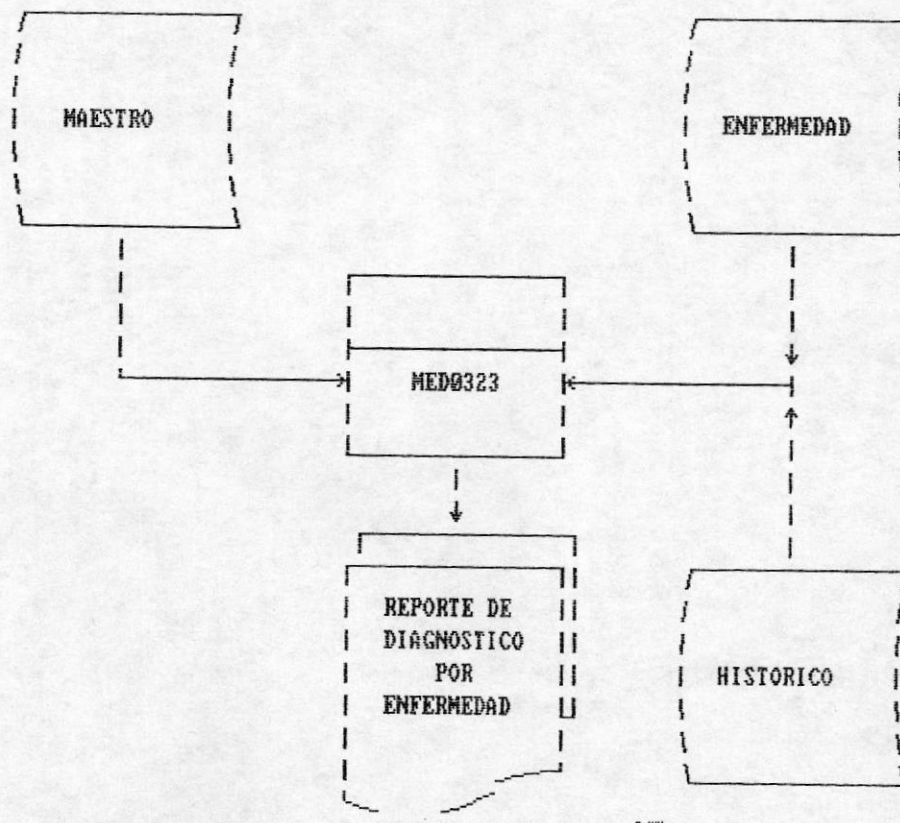 MAESTRO
ENFERMEDAD
MED0323
REPORTE DE
DIAGNOSTICO
POR
ENFERMEDAD
HISTORICO